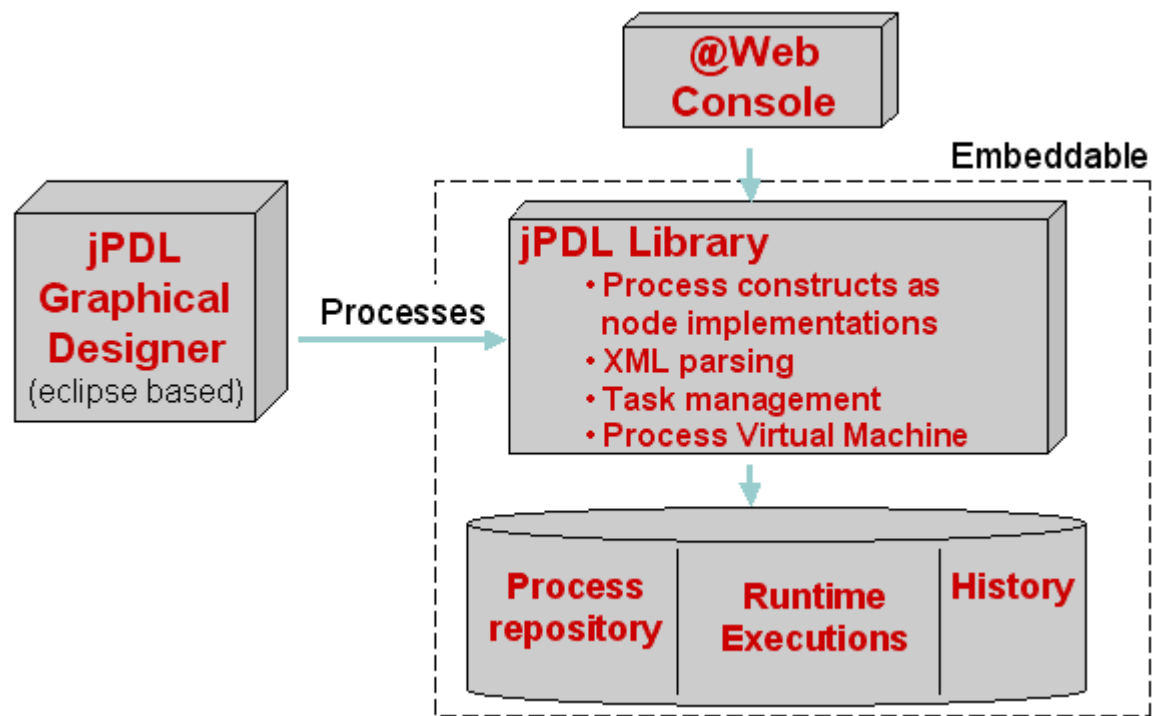 @Web
Console
Embeddable
jPDL
Graphical
Designer
(eclipse based)
Processes
jPDL Library
• Process constructs as
node implementations
• XML parsing
• Task management
• Process Virtual Machine
Process
repository
Runtime
Executions
History